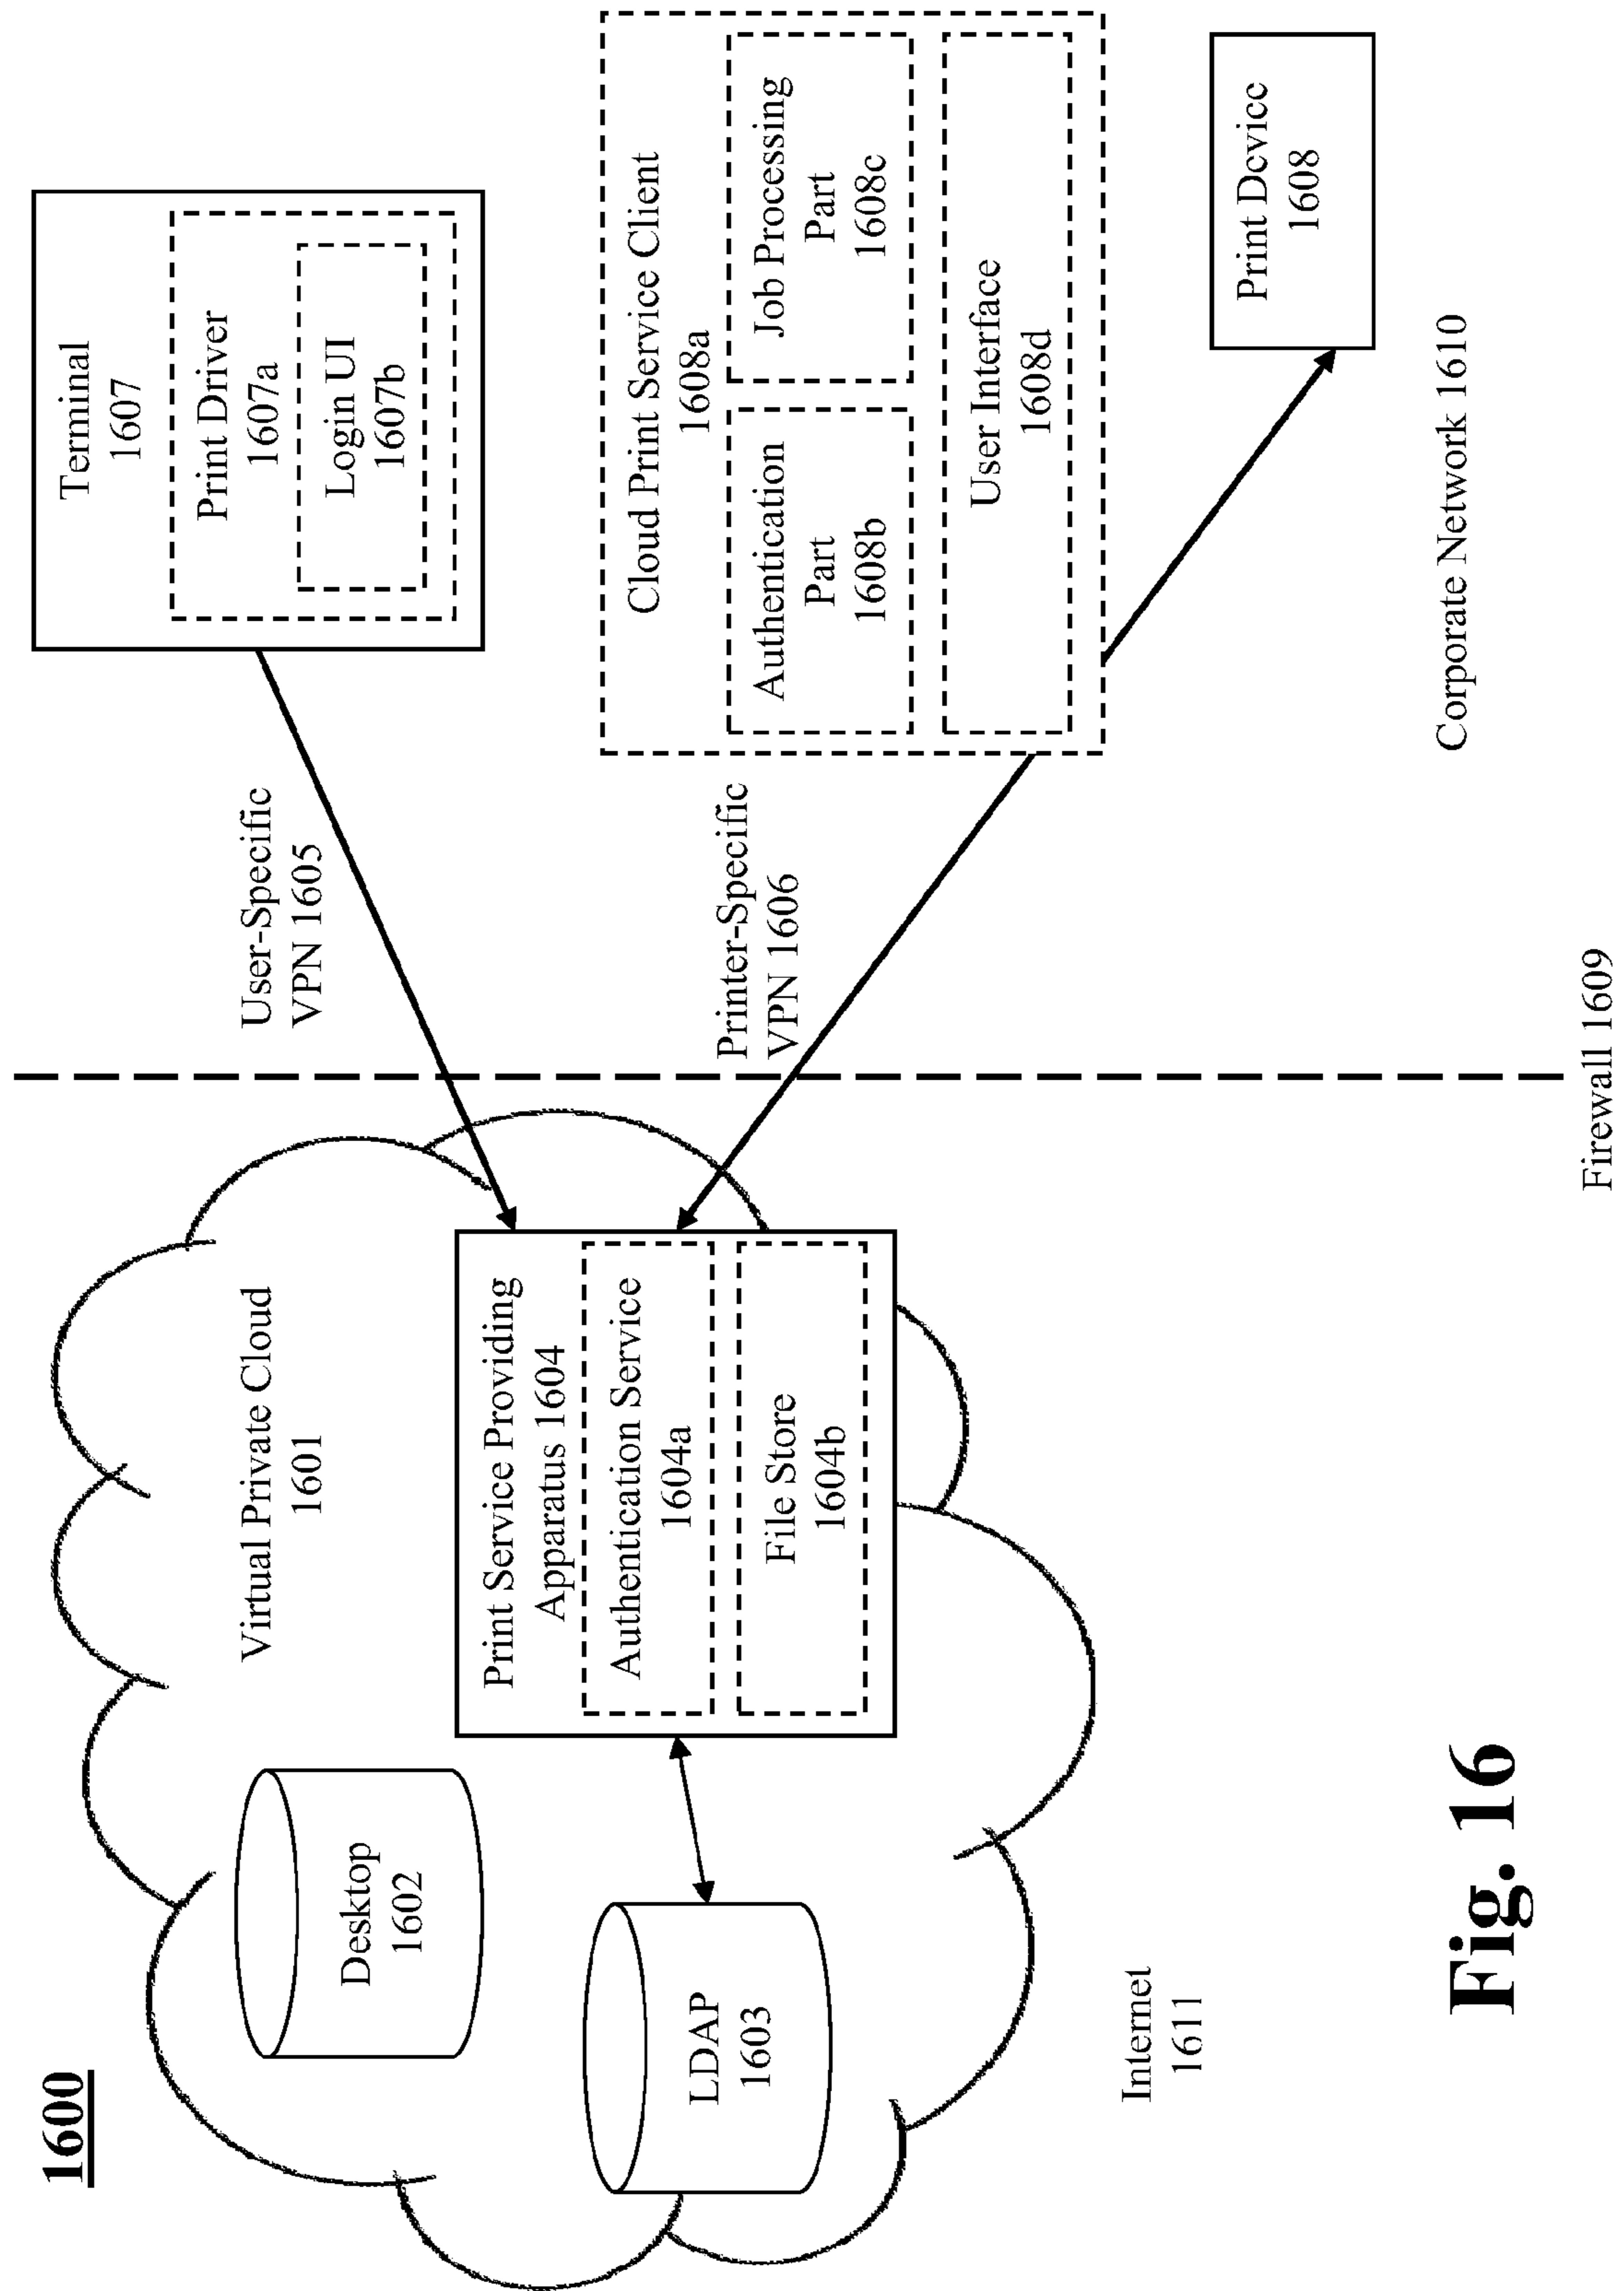 1600
Virtual Private Cloud
1601
Desktop
1602
LDAP
1603
Print Service Providing
Apparatus 1604
Authentication Service
1604a
File Store
1604b
Internet
1611
User-Specific
VPN 1605
Printer-Specific
VPN 1606
Terminal
1607
Print Driver
1607a
Login UI
1607b
Cloud Print Service Client
1608a
Authentication
Part
1608b
Job Processing
Part
1608c
User Interface
1608d
Print Device
1608
Corporate Network 1610
Firewall 1609
Fig. 16